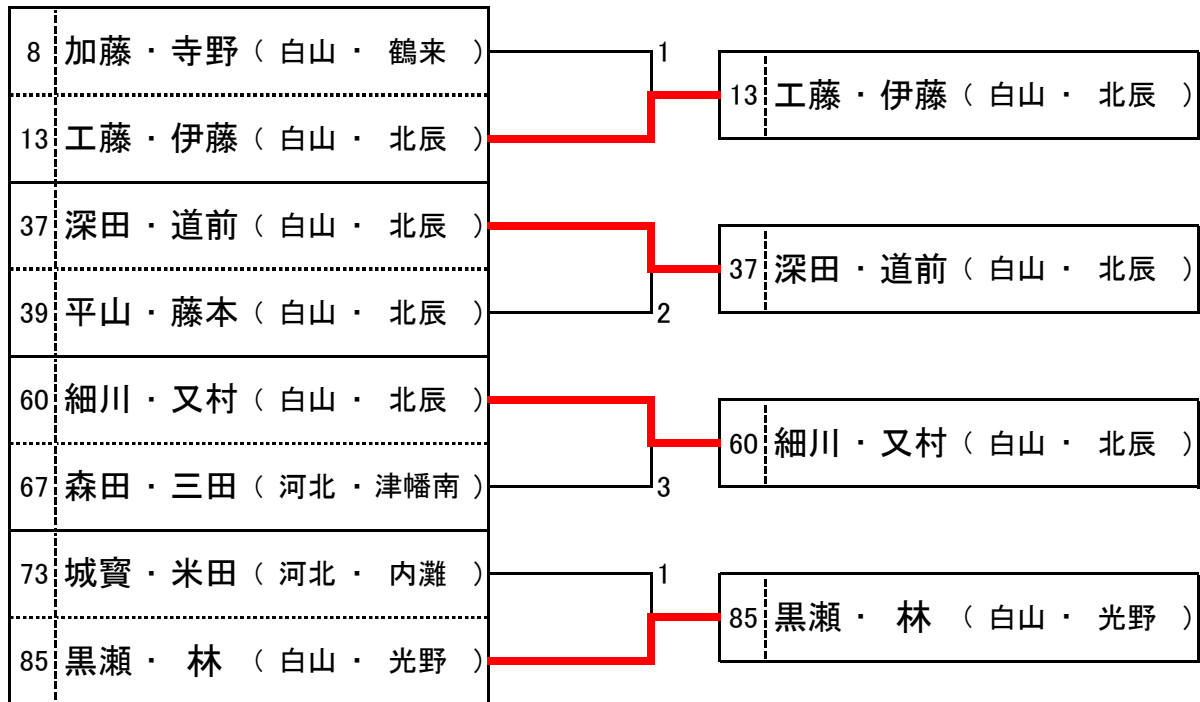 8 加藤 ・ 寺野 （ 白山 ・ 鶴来 ）
1
13 工藤 ・ 伊藤 （ 白山 ・ 北辰 ）
13 工藤 ・ 伊藤 （ 白山 ・ 北辰 ）
37 深田 ・ 道前 （ 白山 ・ 北辰 ）
37 深田 ・ 道前 （ 白山 ・ 北辰 ）
39 平山 ・ 藤本 （ 白山 ・ 北辰 ）
2
60 細川 ・ 又村 （ 白山 ・ 北辰 ）
60 細川 ・ 又村 （ 白山 ・ 北辰 ）
67 森田 ・ 三田 （ 河北 ・ 津幡南 ）
3
73 城寳 ・ 米田 （ 河北 ・ 内灘 ）
1
85 黒瀬 ・ 林 （ 白山 ・ 光野 ）
85 黒瀬 ・ 林 （ 白山 ・ 光野 ）